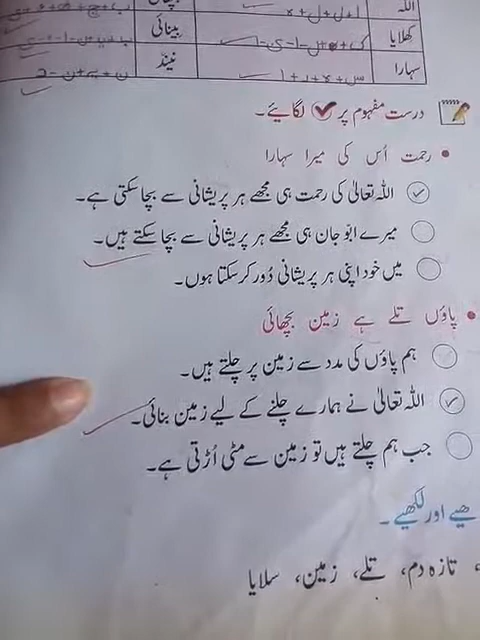 اللہ ا+ل+ل+ہ
کھلایا بینائی
سہارا س+ہ+ا+ر+ا نیند ن+ی+ن+د
درست مفہوم پر ✓ لگائیے۔
• رحمت اُس کی میرا سہارا
اللہ تعالیٰ کی رحمت ہی مجھے ہر پریشانی سے بچا سکتی ہے۔
میرے ابو جان ہی مجھے ہر پریشانی سے بچا سکتے ہیں۔
میں خود اپنی ہر پریشانی دُور کر سکتا ہوں۔
• پاؤں تلے ہے زمین بچھائی
ہم پاؤں کی مدد سے زمین پر چلتے ہیں۔
اللہ تعالیٰ نے ہمارے چلنے کے لیے زمین بنائی۔
جب ہم چلتے ہیں تو زمین سے مٹی اُڑتی ہے۔
اور لکھیے۔
، تازہ دم، تلے، زمین، سلایا